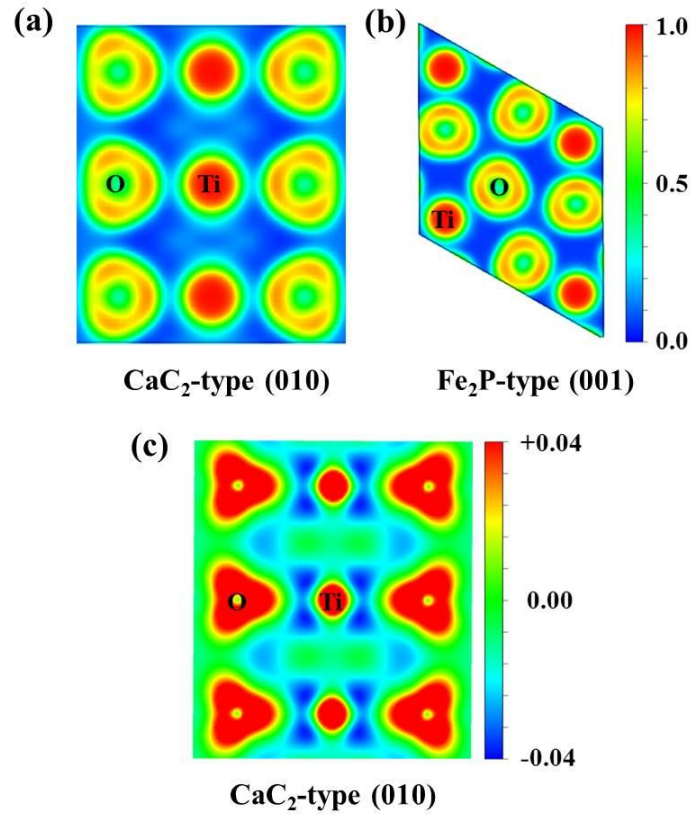 (a)
(b)
1.0
0.5
0.0
O
Ti
O
Ti
CaC₂-type (010)
Fe₂P-type (001)
(c)
+0.04
0.00
-0.04
O
Ti
CaC₂-type (010)